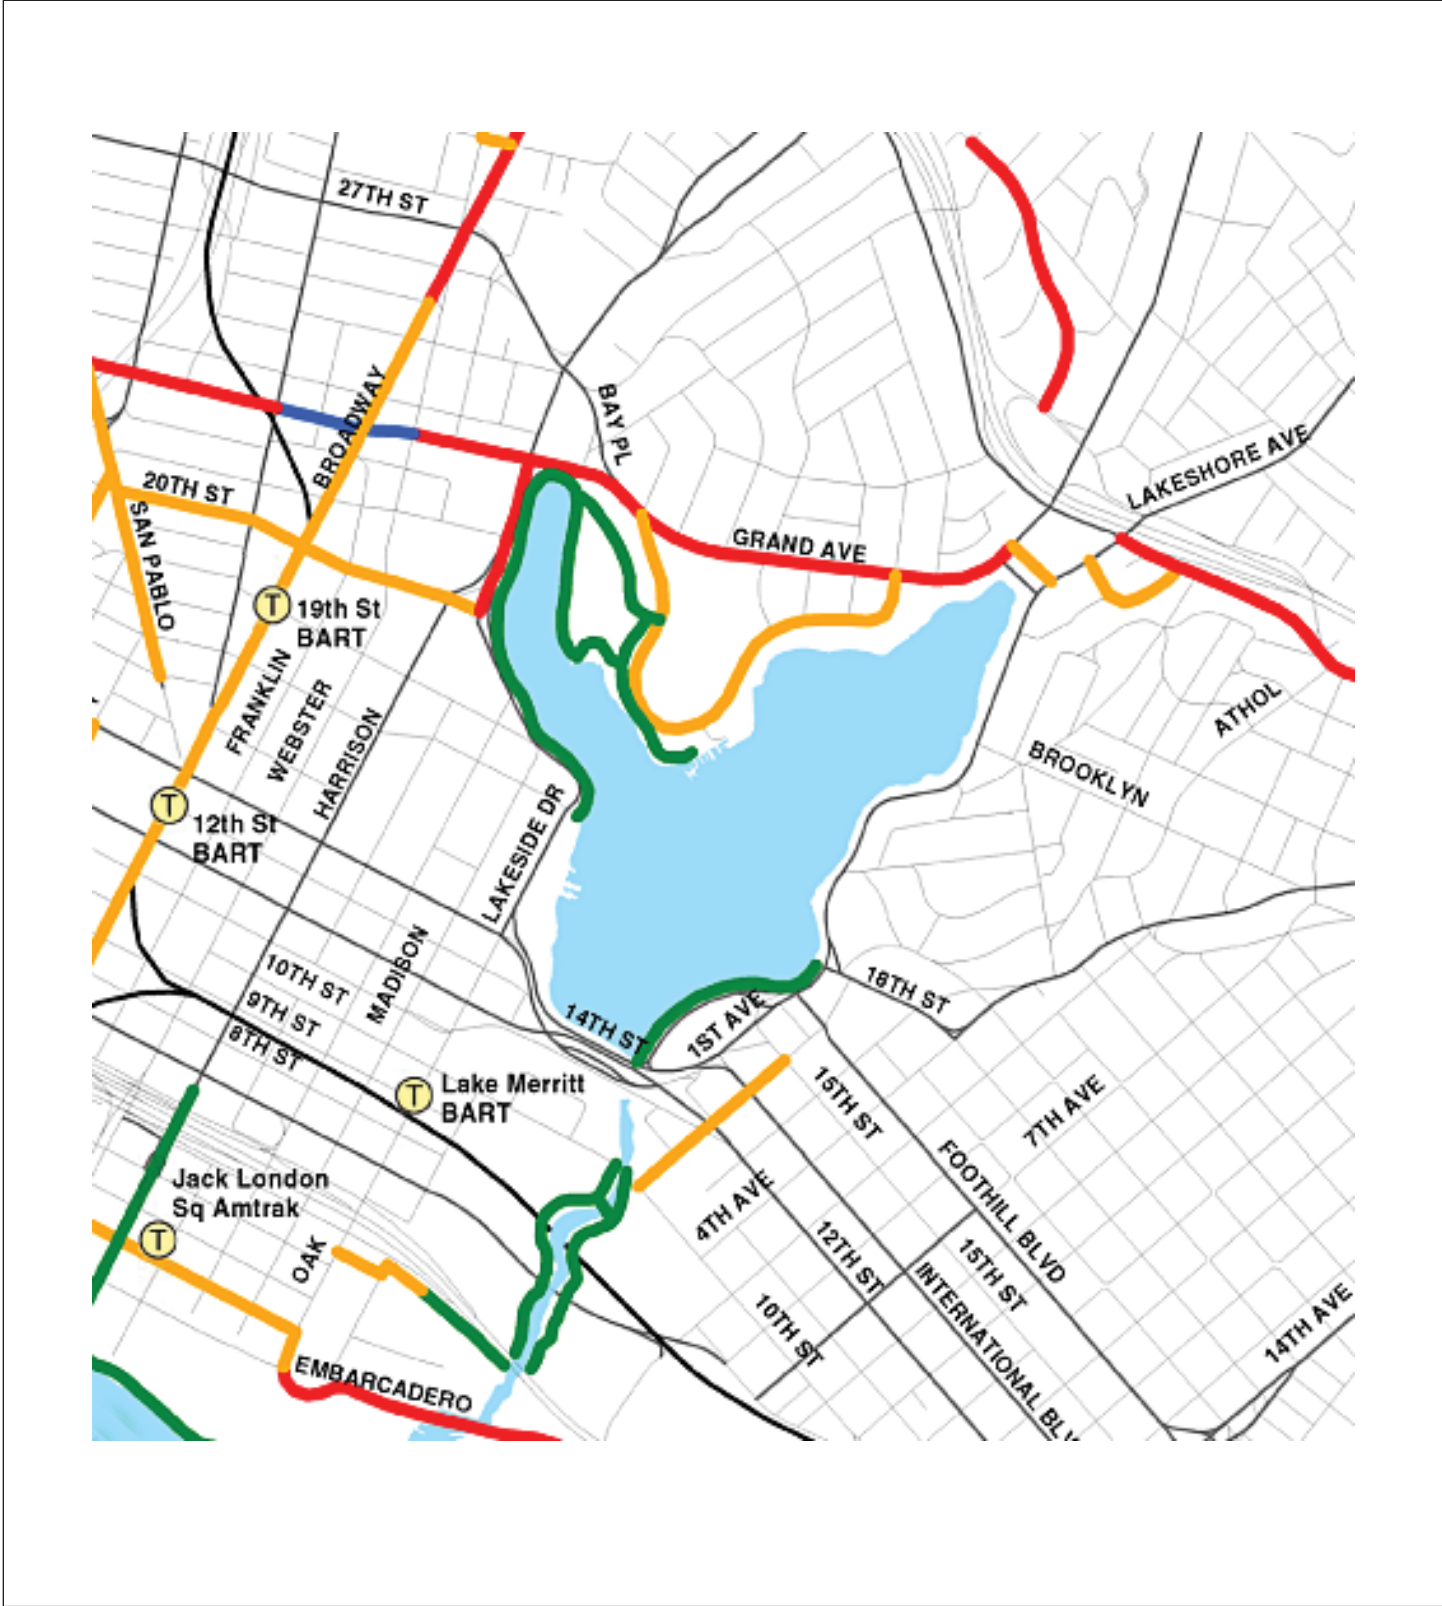 27TH ST
BROADWAY
BAY PL
LAKESHORE AVE
20TH ST
SAN PABLO
GRAND AVE
19th St
BART
FRANKLIN
WEBSTER
HARRISON
ATHOL
BROOKLYN
12th St
BART
LAKESIDE DR
MADISON
10TH ST
9TH ST
8TH ST
14TH ST
1ST AVE
18TH ST
Lake Merritt
BART
15TH ST
7TH AVE
Jack London
Sq Amtrak
4TH AVE
FOOTHILL BLVD
OAK
12TH ST
15TH ST
INTERNATIONAL BLV
10TH ST
14TH AVE
EMBARCADERO
T
T
T
T